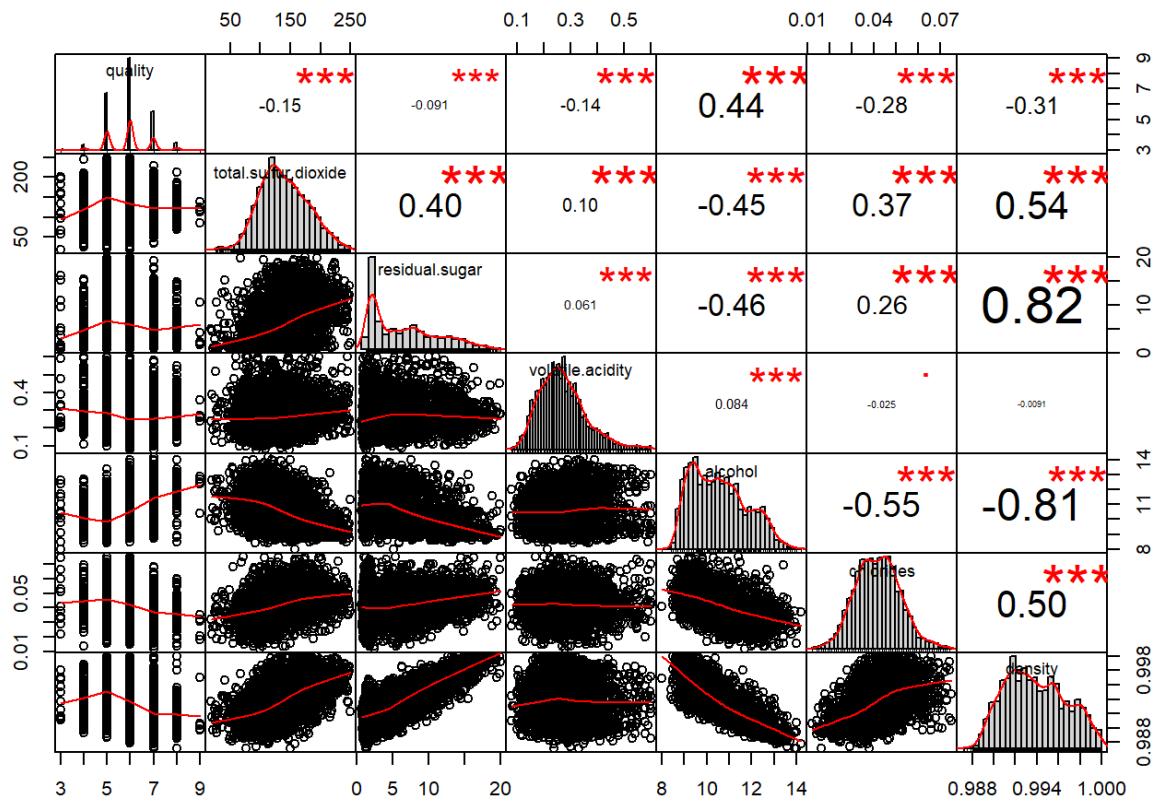 50 150 250 0.1 0.3 0.5 0.01 0.04 0.07
quality *** *** *** *** *** ***
-0.15 -0.091 -0.14 0.44 -0.28 -0.31
3 5 7 9
total.sulfur.dioxide *** *** *** *** ***
0.40 0.10 -0.45 0.37 0.54
50 200
residual.sugar *** *** *** ***
0.061 -0.46 0.26 0.82
0 10 20
volatile.acidity *** .
0.084 -0.025 -0.0091
0.1 0.4
alcohol *** ***
-0.55 -0.81
8 11 14
chlorides ***
0.50
0.01 0.05
density
0.988 0.998
3 5 7 9 0 5 10 20 8 10 12 14 0.988 0.994 1.000